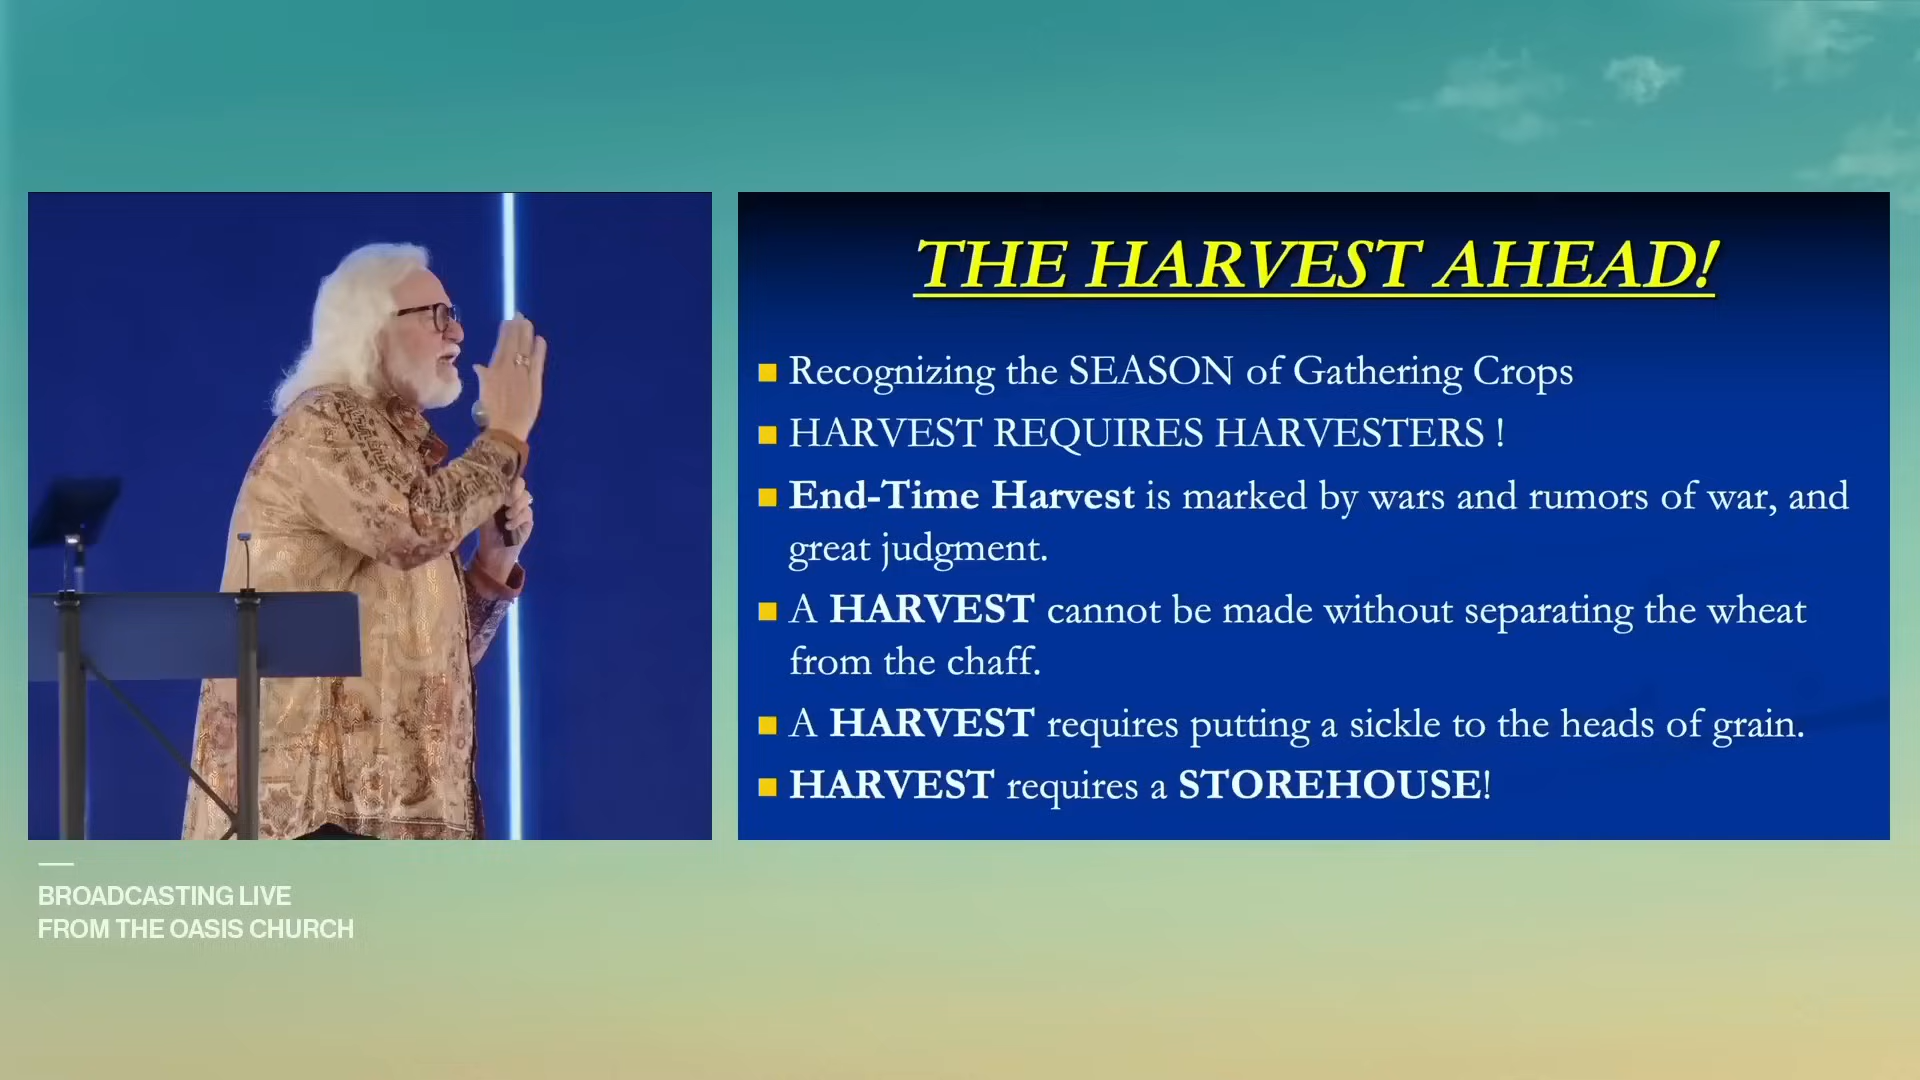 THE HARVEST AHEAD!
Recognizing the SEASON of Gathering Crops
HARVEST REQUIRES HARVESTERS !
End-Time Harvest is marked by wars and rumors of war, and
great judgment.
A HARVEST cannot be made without separating the wheat
from the chaff.
A HARVEST requires putting a sickle to the heads of grain.
HARVEST requires a STOREHOUSE!
BROADCASTING LIVE
FROM THE OASIS CHURCH